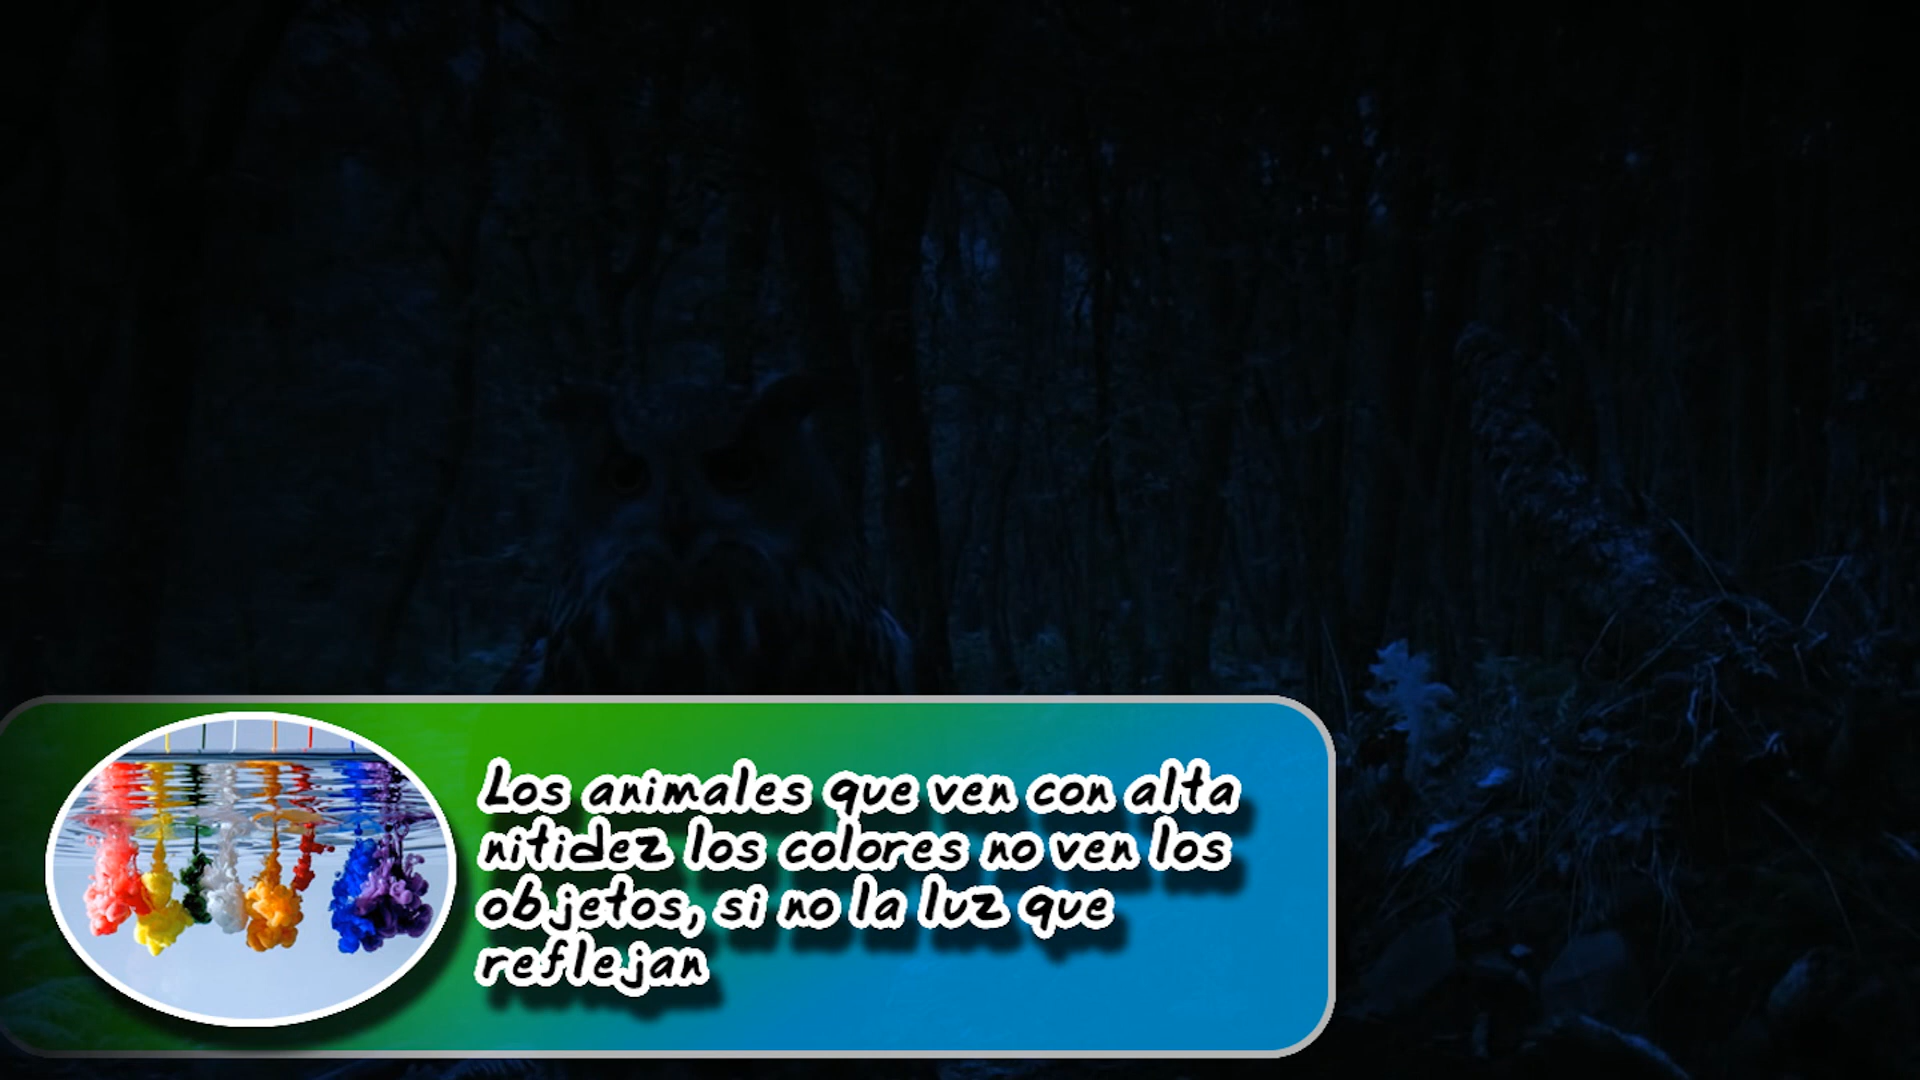 Los animales que ven con alta
nitidez los colores no ven los
objetos, si no la luz que
reflejan